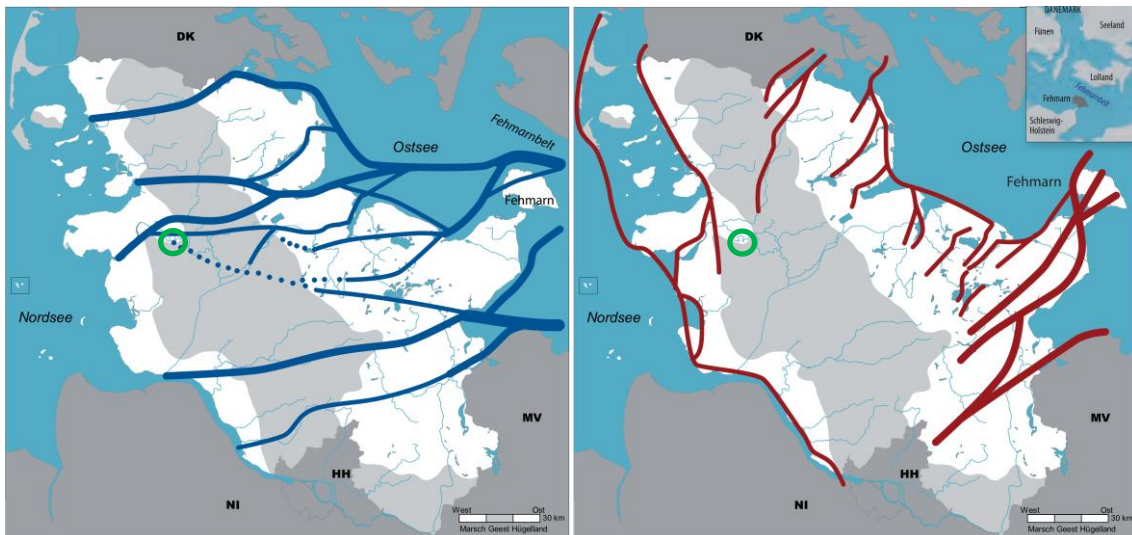 DK
Fehmarnbelt
Ostsee
Fehmarn
Nordsee
MV
HH
NI
West
Ost
30 km
Marsch Geest Hügelland
DK
DÄNEMARK
Fünen
Seeland
Lolland
Fehmarnbelt
Fehmarn
Schleswig-
Holstein
Ostsee
Fehmarn
Nordsee
MV
HH
NI
West
Ost
30 km
Marsch Geest Hügelland